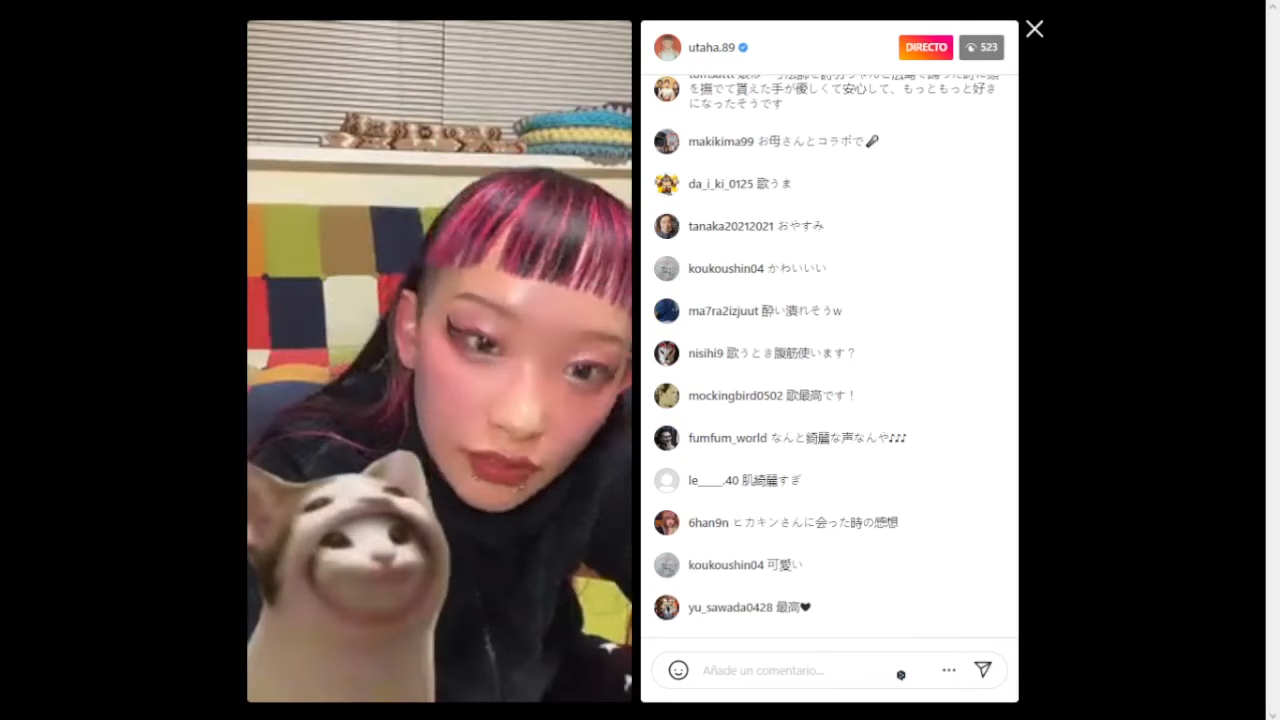 utaha.89
DIRECTO
523
を撫でて貰えた手が優しくて安心して、もっともっと好き
になったそうです
makikima99 お母さんとコラボで🎤
da_i_ki_0125 歌うま
tanaka20212021 おやすみ
koukoushin04 かわいいい
ma7ra2izjuut 酔い潰れそうw
nisihi9 歌うとき腹筋使います？
mockingbird0502 歌最高です！
fumfum_world なんと綺麗な声なんや♪♪♪
le____.40 肌綺麗すぎ
6han9n ヒカキンさんに会った時の感想
koukoushin04 可愛い
yu_sawada0428 最高🖤
Añade un comentario...